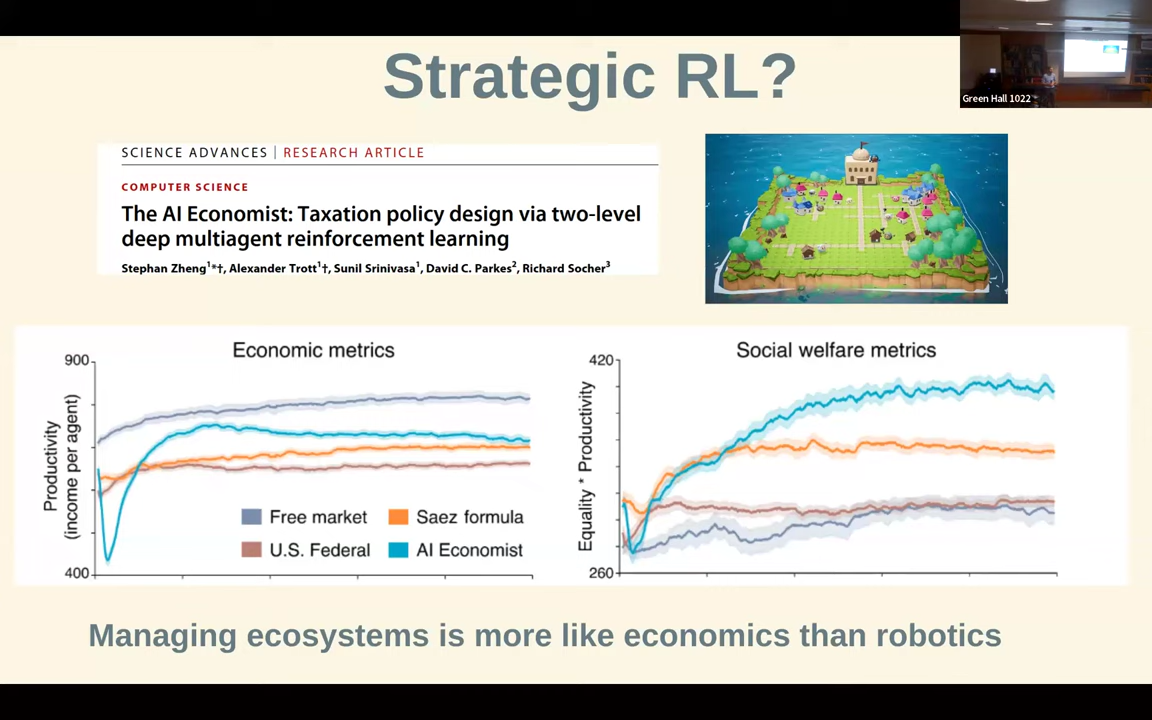 Strategic RL?
Green Hall 1022
SCIENCE ADVANCES | RESEARCH ARTICLE
COMPUTER SCIENCE
The AI Economist: Taxation policy design via two-level
deep multiagent reinforcement learning
Stephan Zheng1*†, Alexander Trott1†, Sunil Srinivasa1, David C. Parkes2, Richard Socher3
Economic metrics
900
Productivity
(income per agent)
400
Free market
Saez formula
U.S. Federal
AI Economist
Social welfare metrics
420
Equality * Productivity
260
Managing ecosystems is more like economics than robotics